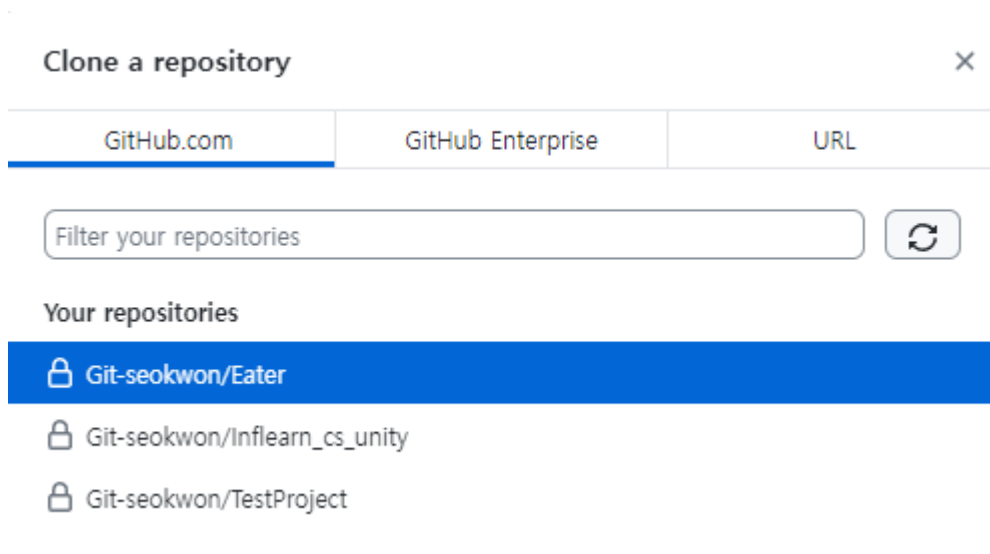 Clone a repository
GitHub.com GitHub Enterprise URL
Filter your repositories
Your repositories
Git-seokwon/Eater
Git-seokwon/Inflearn_cs_unity
Git-seokwon/TestProject